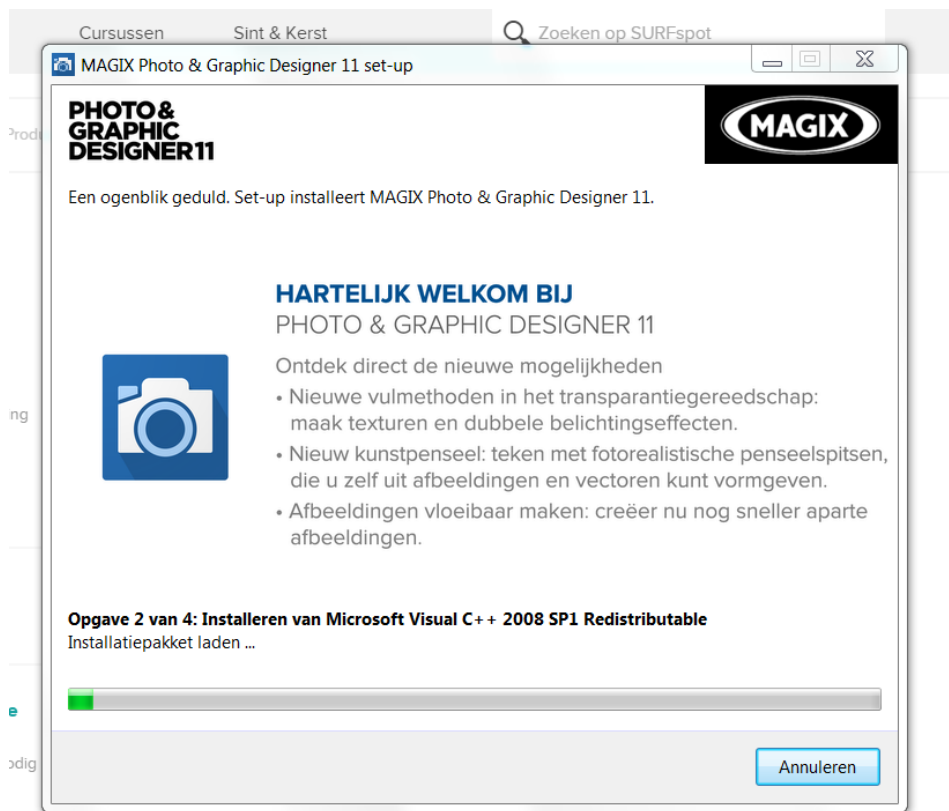 Cursussen Sint & Kerst Zoeken op SURFspot
MAGIX Photo & Graphic Designer 11 set-up
PHOTO &
GRAPHIC
DESIGNER11
MAGIX
Een ogenblik geduld. Set-up installeert MAGIX Photo & Graphic Designer 11.
HARTELIJK WELKOM BIJ
PHOTO & GRAPHIC DESIGNER 11
Ontdek direct de nieuwe mogelijkheden
• Nieuwe vulmethoden in het transparantiegereedschap:
maak texturen en dubbele belichtingseffecten.
• Nieuw kunstpenseel: teken met fotorealistische penseelspitsen,
die u zelf uit afbeeldingen en vectoren kunt vormgeven.
• Afbeeldingen vloeibaar maken: creëer nu nog sneller aparte
afbeeldingen.
Opgave 2 van 4: Installeren van Microsoft Visual C++ 2008 SP1 Redistributable
Installatiepakket laden ...
Annuleren